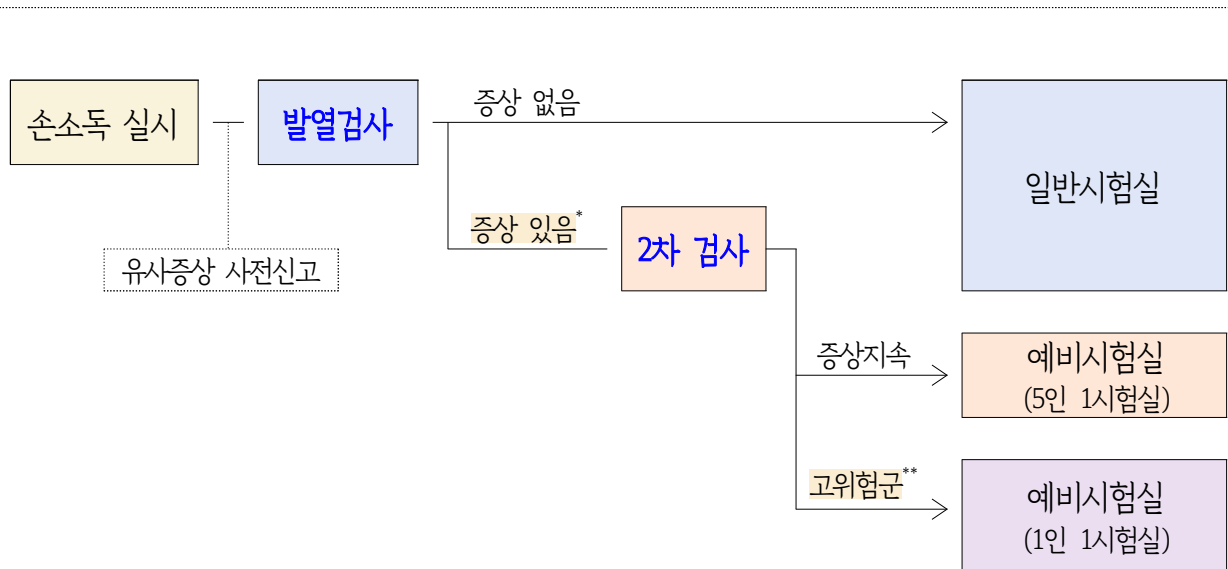 손소독 실시
발열검사
증상 없음
일반시험실
증상 있음*
2차 검사
유사증상 사전신고
증상지속
예비시험실
(5인 1시험실)
고위험군**
예비시험실
(1인 1시험실)